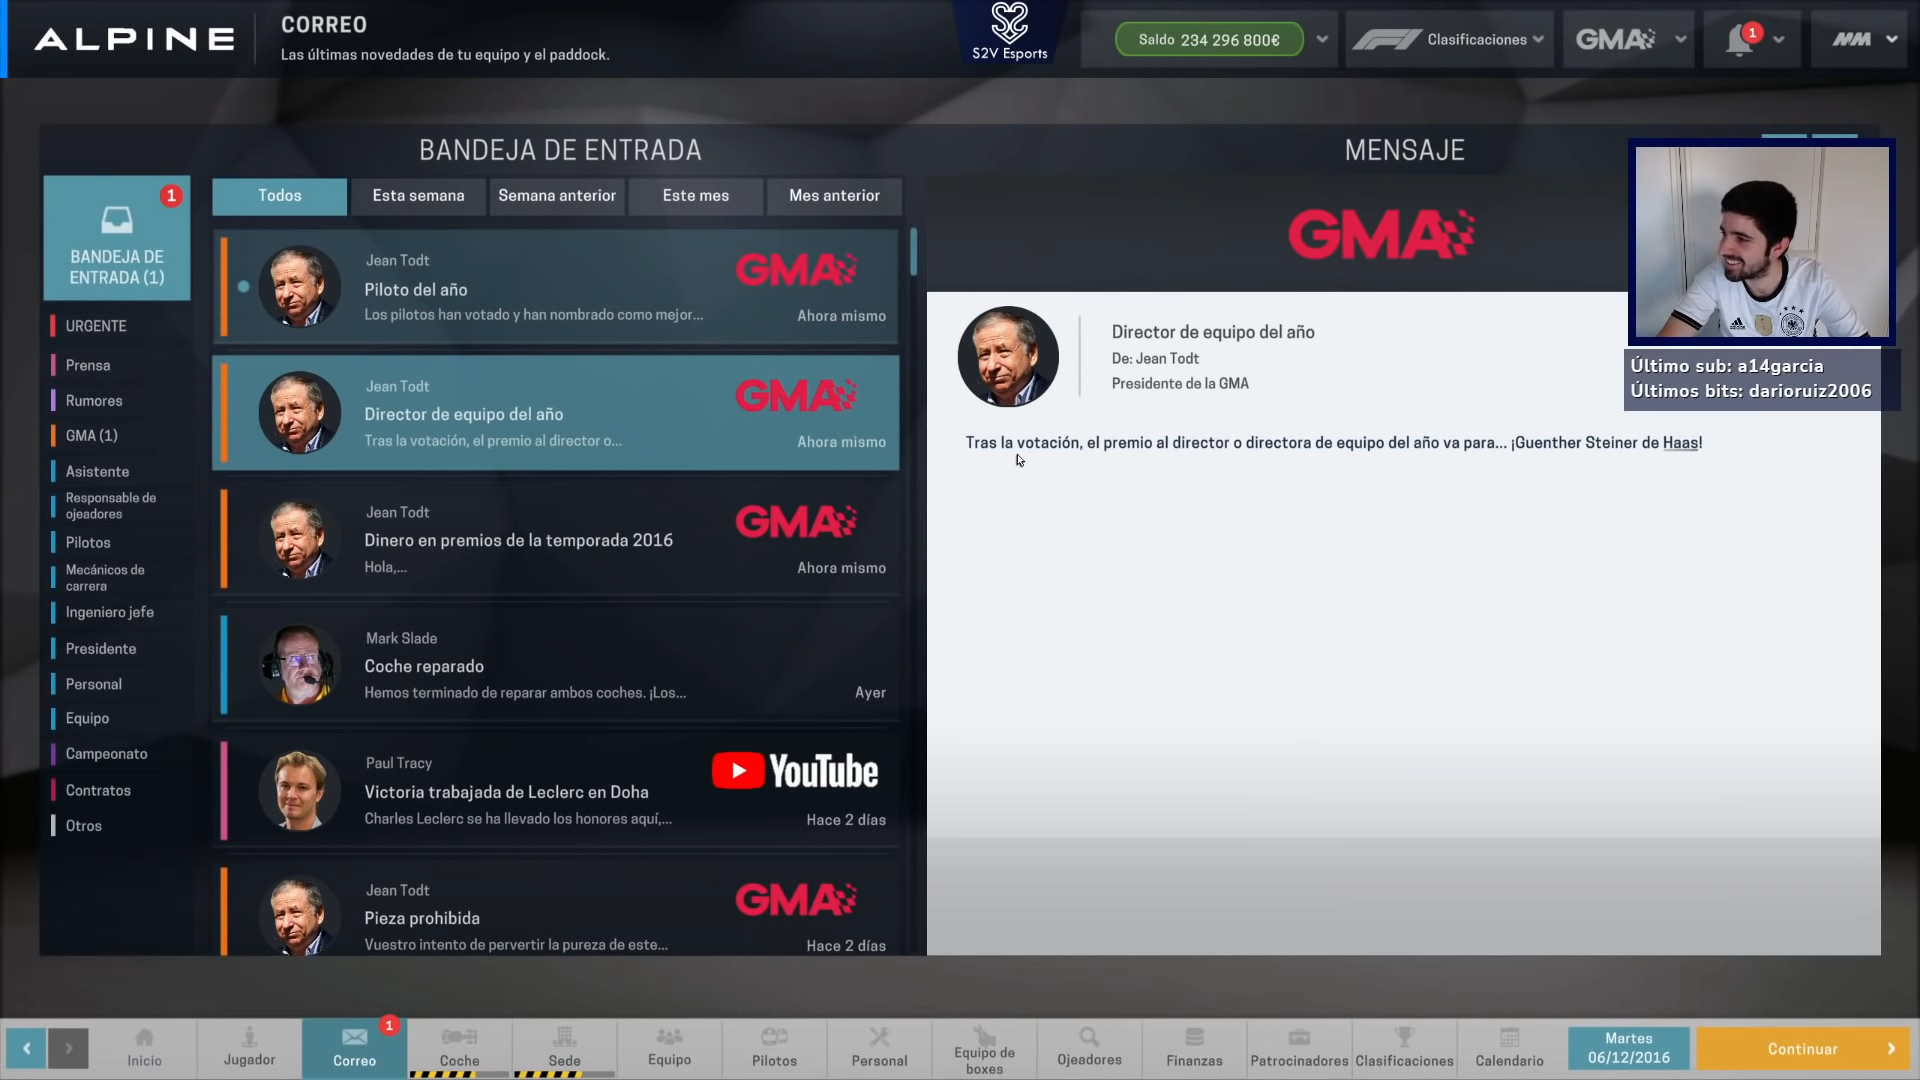 ALPINE
CORREO
Las últimas novedades de tu equipo y el paddock.
S2V Esports
Saldo 234 296 800€
Clasificaciones
GMA
1
BANDEJA DE ENTRADA
MENSAJE
1
BANDEJA DE
ENTRADA (1)
URGENTE
Prensa
Rumores
GMA (1)
Asistente
Responsable de
ojeadores
Pilotos
Mecánicos de
carrera
Ingeniero jefe
Presidente
Personal
Equipo
Campeonato
Contratos
Otros
Todos
Esta semana
Semana anterior
Este mes
Mes anterior
Jean Todt
Piloto del año
Los pilotos han votado y han nombrado como mejor...
GMA
Ahora mismo
Jean Todt
Director de equipo del año
Tras la votación, el premio al director o...
GMA
Ahora mismo
Jean Todt
Dinero en premios de la temporada 2016
Hola,...
GMA
Ahora mismo
Mark Slade
Coche reparado
Hemos terminado de reparar ambos coches. ¡Los...
Ayer
Paul Tracy
Victoria trabajada de Leclerc en Doha
Charles Leclerc se ha llevado los honores aquí,...
YouTube
Hace 2 días
Jean Todt
Pieza prohibida
Vuestro intento de pervertir la pureza de este...
GMA
Hace 2 días
GMA
Director de equipo del año
De: Jean Todt
Presidente de la GMA
Tras la votación, el premio al director o directora de equipo del año va para... ¡Guenther Steiner de Haas!
Último sub: a14garcia
Últimos bits: darioruiz2006
Inicio
Jugador
1
Correo
Coche
Sede
Equipo
Pilotos
Personal
Equipo de
boxes
Ojeadores
Finanzas
Patrocinadores
Clasificaciones
Calendario
Martes
06/12/2016
Continuar